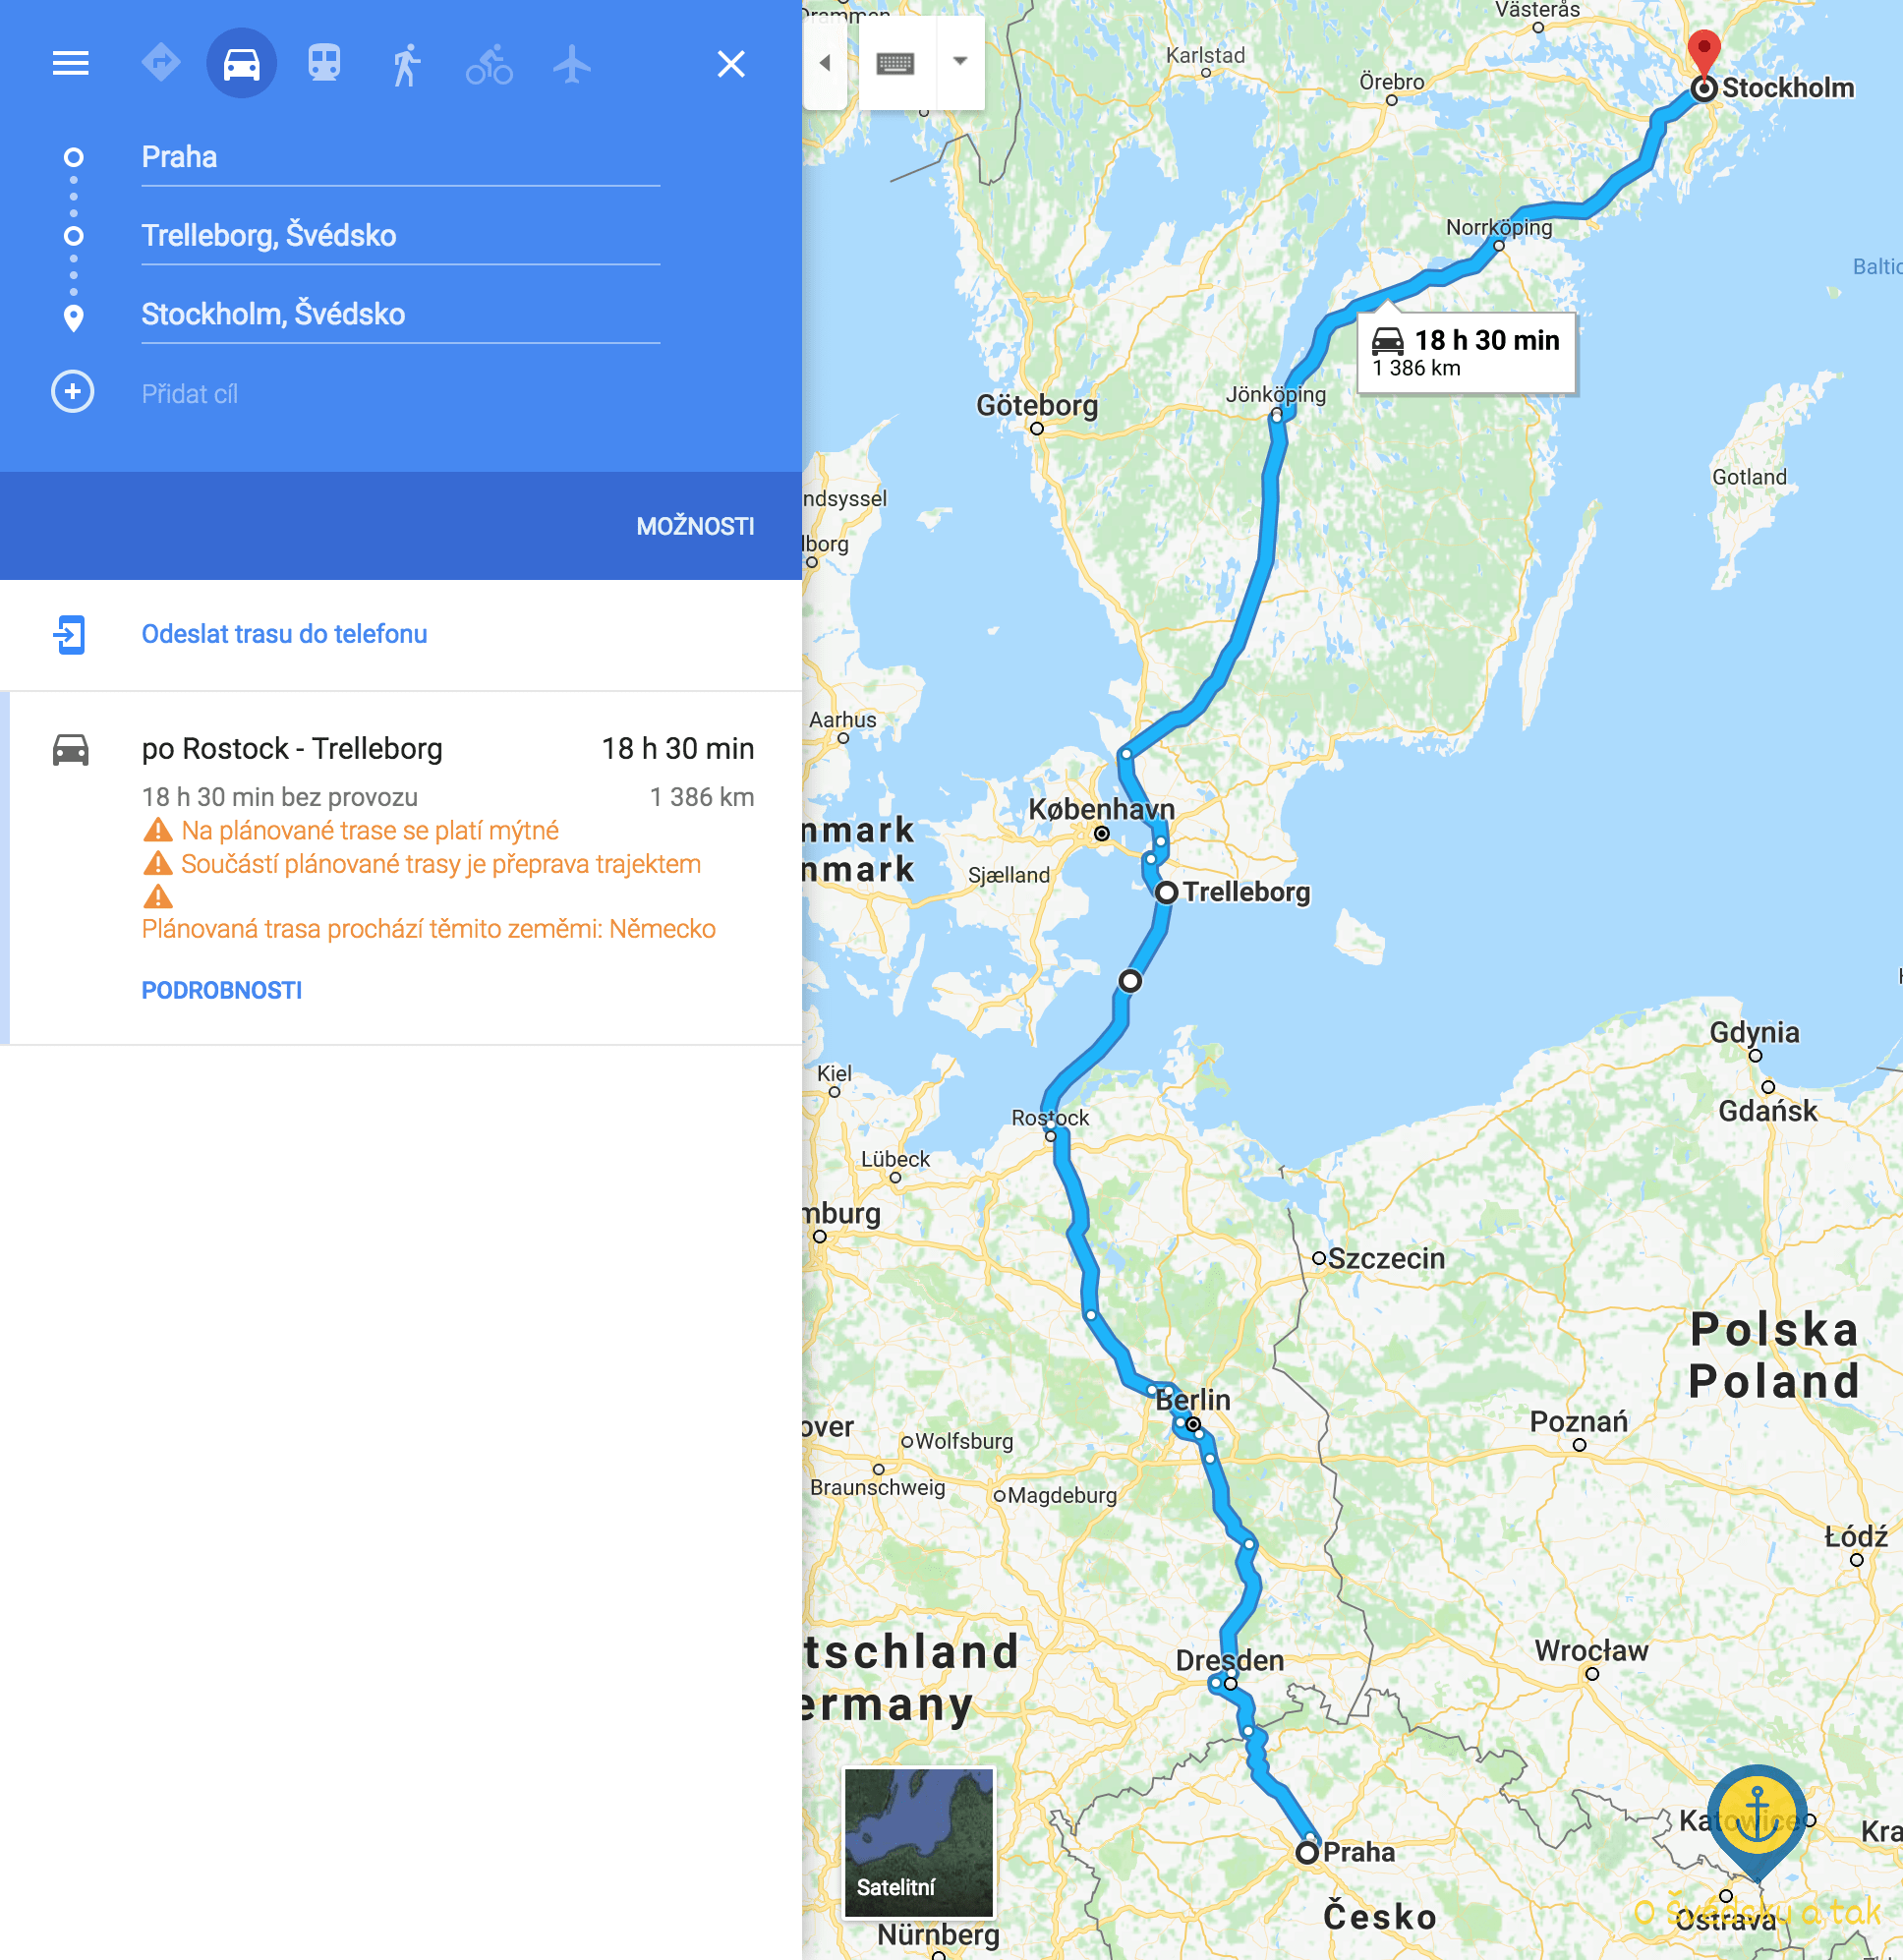 Praha
Trelleborg, Švédsko
Stockholm, Švédsko
Přidat cíl
MOŽNOSTI
Odeslat trasu do telefonu
po Rostock - Trelleborg 18 h 30 min
18 h 30 min bez provozu 1 386 km
Na plánované trase se platí mýtné
Součástí plánované trasy je přeprava trajektem
Plánovaná trasa prochází těmito zeměmi: Německo
PODROBNOSTI
Drammen
Västerås
Karlstad
Örebro
Stockholm
Norrköping
Baltic
18 h 30 min
1 386 km
Jönköping
Göteborg
Gotland
ndsyssel
lborg
Aarhus
København
nmark
nmark
Sjælland
Trelleborg
Gdynia
Kiel
Gdańsk
Rostock
Lübeck
mburg
Szczecin
Polska
Poland
Berlin
Poznań
over
Wolfsburg
Braunschweig
Magdeburg
Łódź
tschland
ermany
Dresden
Wrocław
Katowice
Kra
Praha
Satelitní
Česko
O Švédsku a tak
Ostrava
Nürnberg